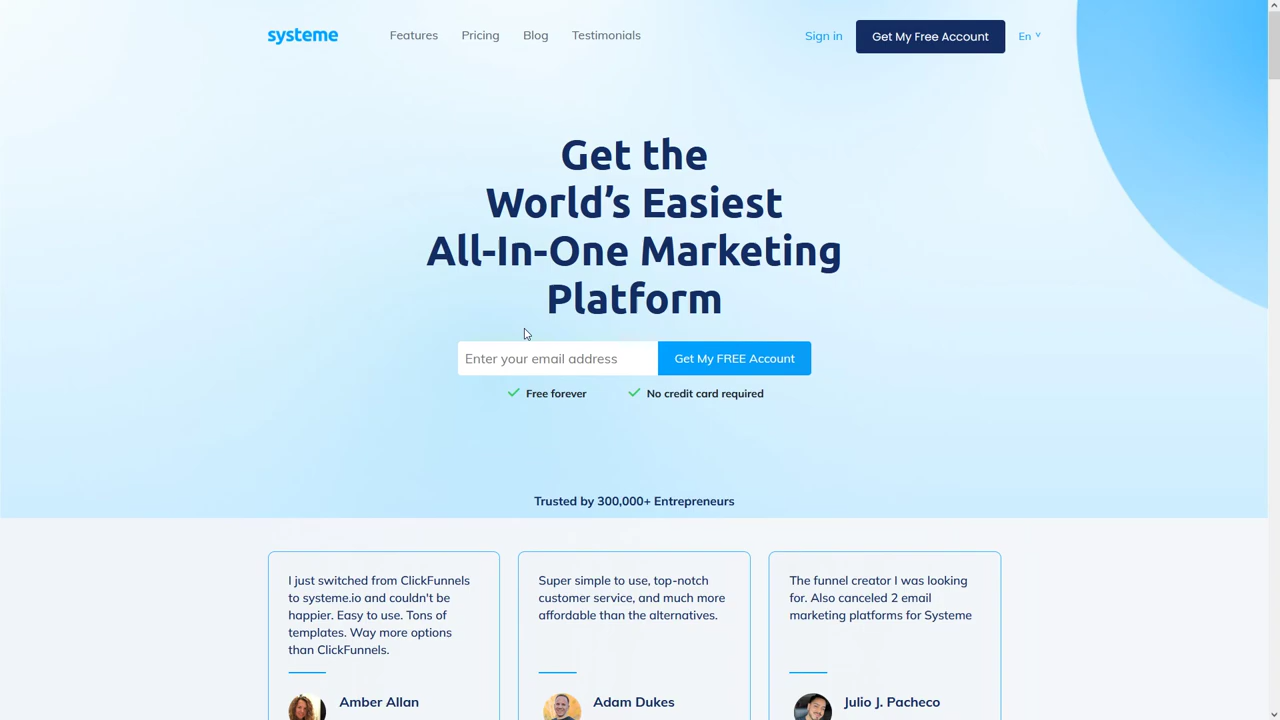 systeme
Features
Pricing
Blog
Testimonials
Sign in
Get My Free Account
En
Get the
World's Easiest
All-In-One Marketing
Platform
Enter your email address
Get My FREE Account
Free forever
No credit card required
Trusted by 300,000+ Entrepreneurs
I just switched from ClickFunnels
to systeme.io and couldn't be
happier. Easy to use. Tons of
templates. Way more options
than ClickFunnels.
Amber Allan
Super simple to use, top-notch
customer service, and much more
affordable than the alternatives.
Adam Dukes
The funnel creator I was looking
for. Also canceled 2 email
marketing platforms for Systeme
Julio J. Pacheco